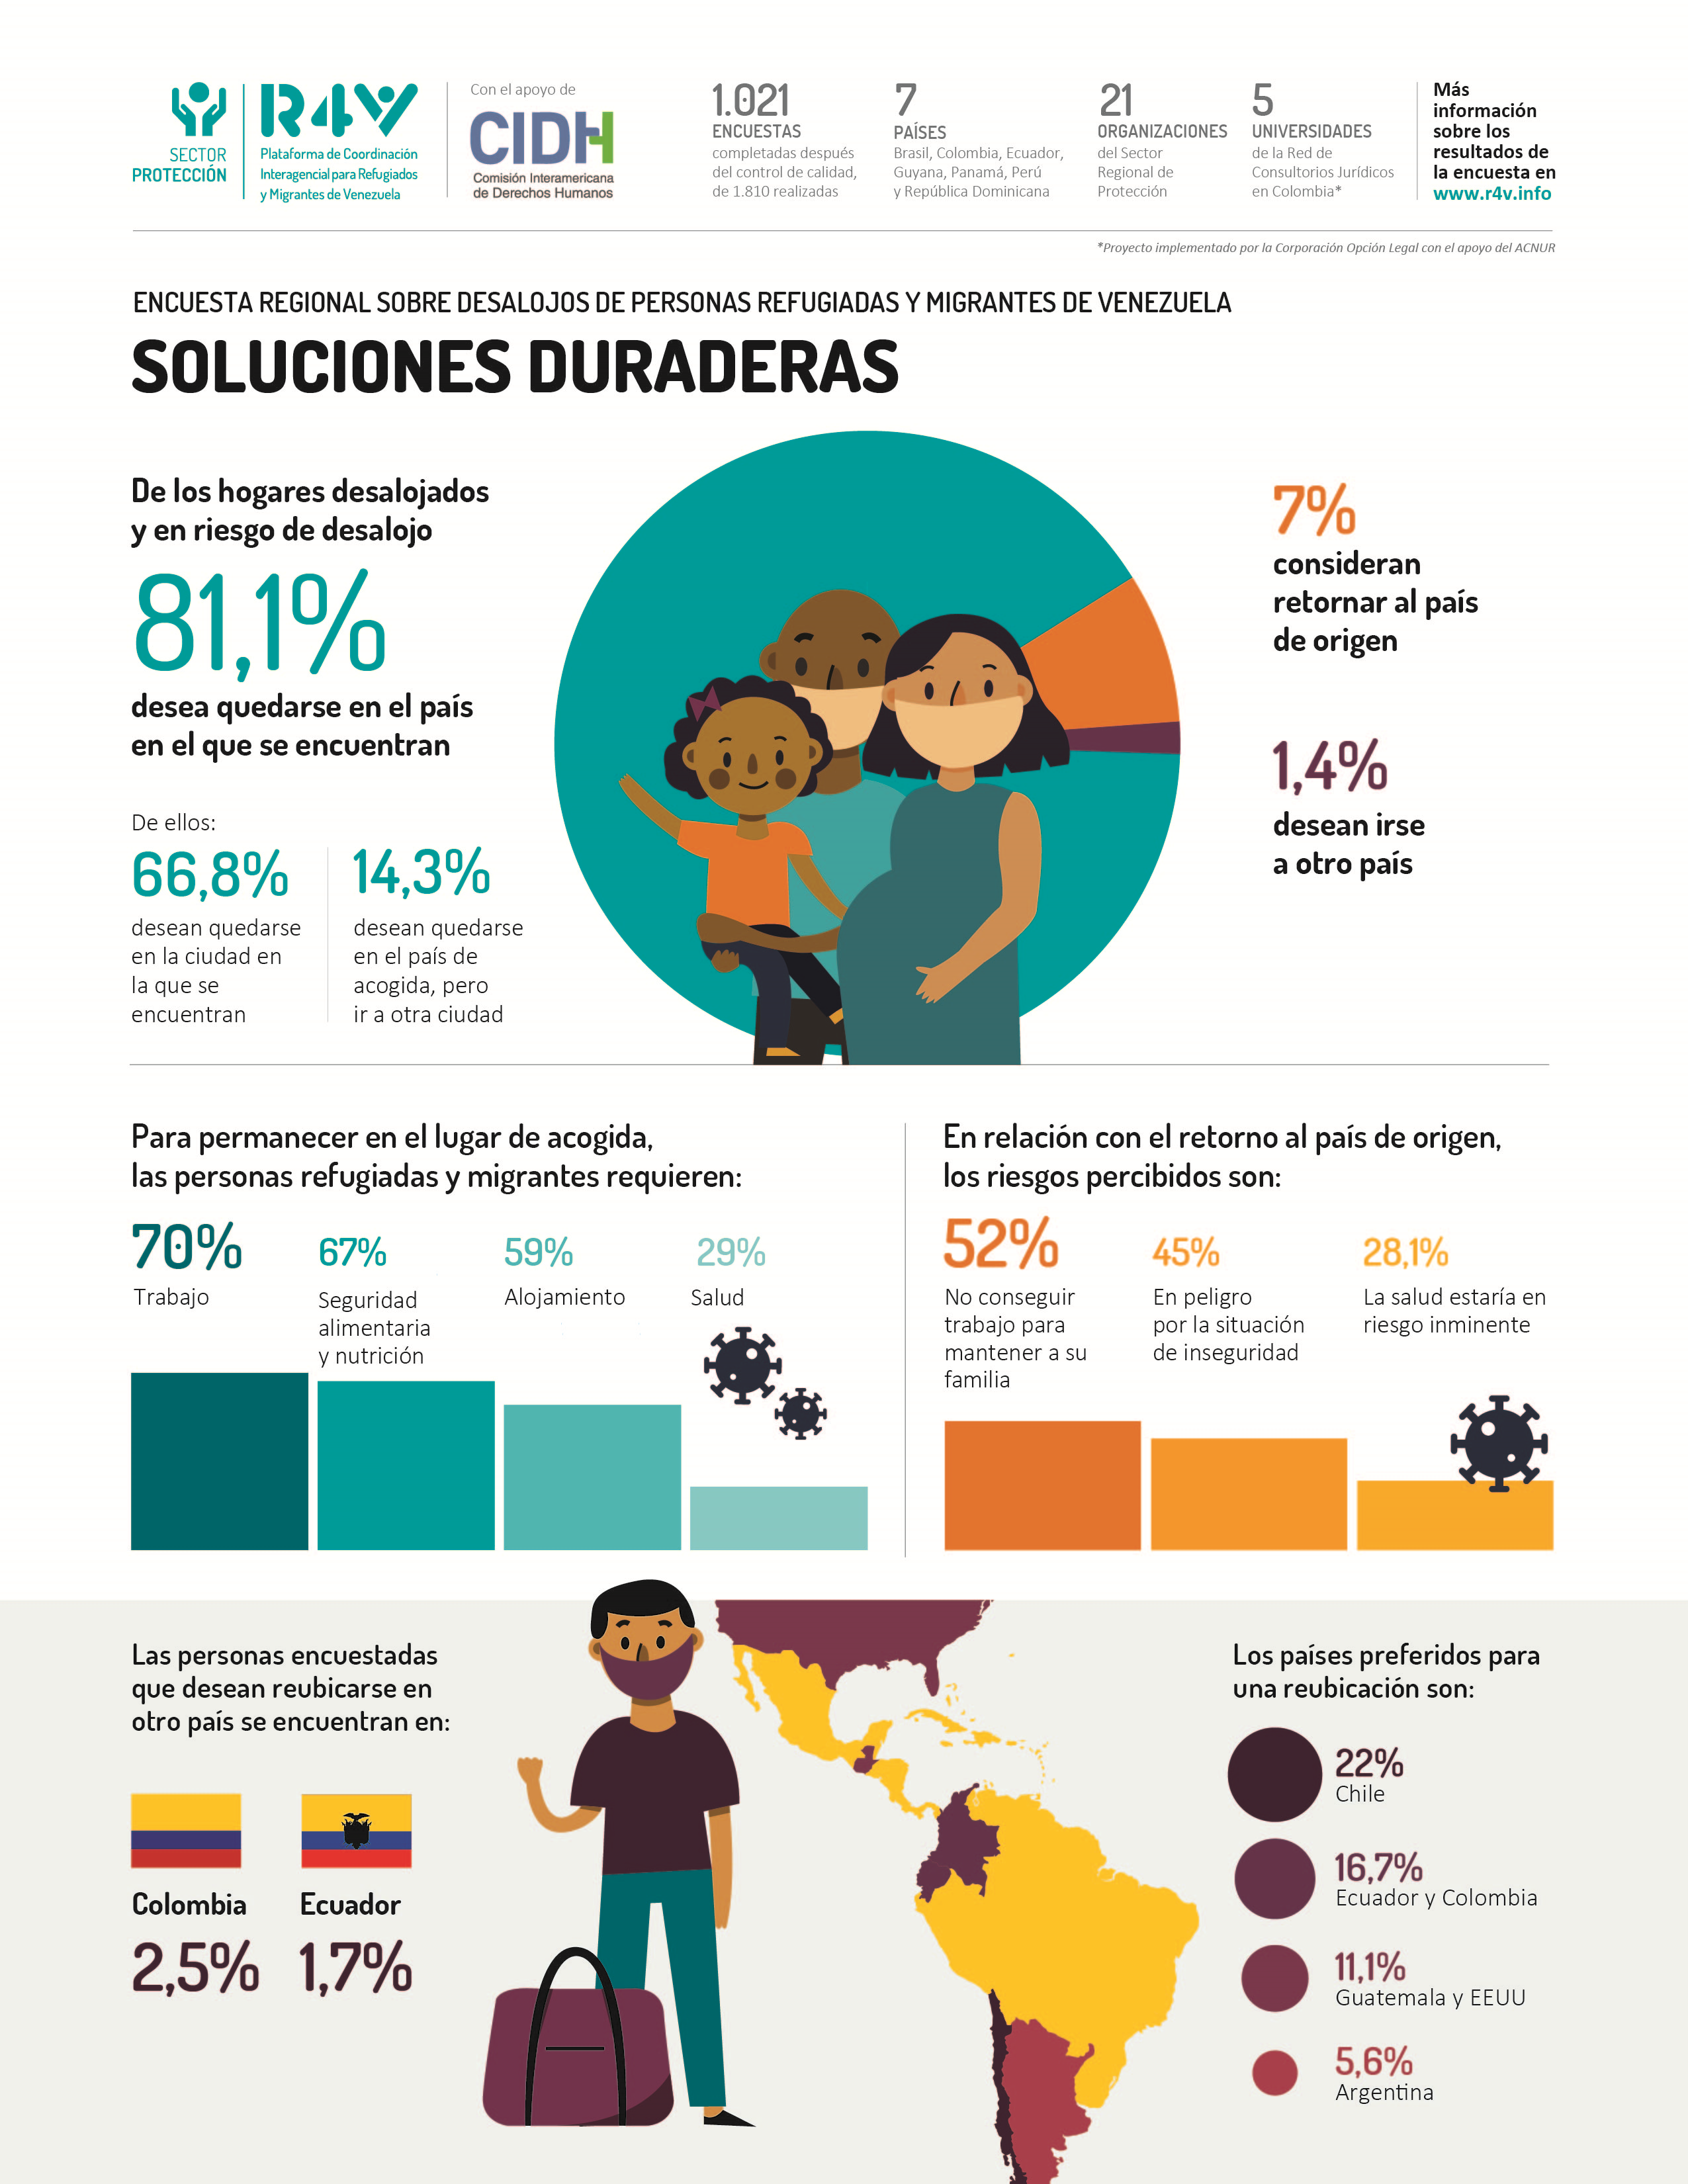 SECTOR
PROTECCIÓN
R4V
Plataforma de Coordinación
Interagencial para Refugiados
y Migrantes de Venezuela
Con el apoyo de
CIDH
Comisión Interamericana
de Derechos Humanos
1.021
ENCUESTAS
completadas después
del control de calidad,
de 1.810 realizadas
7
PAÍSES
Brasil, Colombia, Ecuador,
Guyana, Panamá, Perú
y República Dominicana
21
ORGANIZACIONES
del Sector
Regional de
Protección
5
UNIVERSIDADES
de la Red de
Consultorios Jurídicos
en Colombia*
Más
información
sobre los
resultados de
la encuesta en
www.r4v.info
*Proyecto implementado por la Corporación Opción Legal con el apoyo del ACNUR
ENCUESTA REGIONAL SOBRE DESALOJOS DE PERSONAS REFUGIADAS Y MIGRANTES DE VENEZUELA
SOLUCIONES DURADERAS
De los hogares desalojados
y en riesgo de desalojo
81,1%
desea quedarse en el país
en el que se encuentran
De ellos:
66,8%
desean quedarse
en la ciudad en
la que se
encuentran
14,3%
desean quedarse
en el país de
acogida, pero
ir a otra ciudad
7%
consideran
retornar al país
de origen
1,4%
desean irse
a otro país
Para permanecer en el lugar de acogida,
las personas refugiadas y migrantes requieren:
70%
Trabajo
67%
Seguridad
alimentaria
y nutrición
59%
Alojamiento
29%
Salud
En relación con el retorno al país de origen,
los riesgos percibidos son:
52%
No conseguir
trabajo para
mantener a su
familia
45%
En peligro
por la situación
de inseguridad
28,1%
La salud estaría en
riesgo inminente
Las personas encuestadas
que desean reubicarse en
otro país se encuentran en:
Colombia
2,5%
Ecuador
1,7%
Los países preferidos para
una reubicación son:
22%
Chile
16,7%
Ecuador y Colombia
11,1%
Guatemala y EEUU
5,6%
Argentina